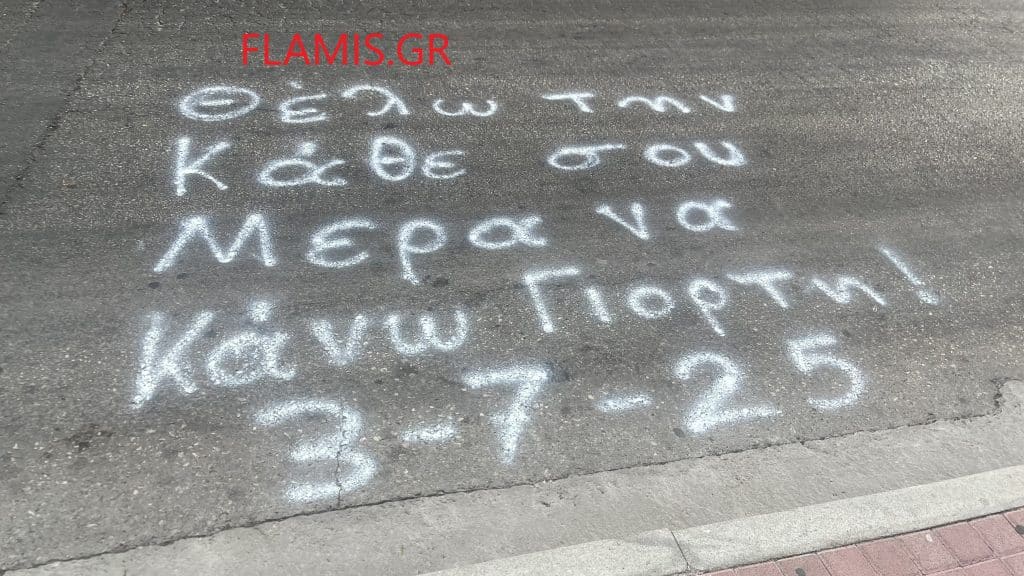 FLAMIS.GR
Θέλω την
Κάθε σου
Μερα να
Κάνω Γιορτη!
3-7-25